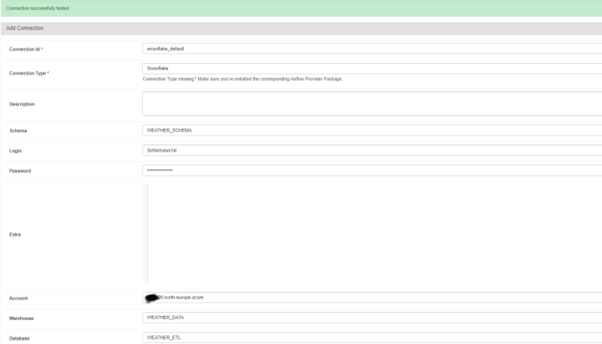 Connection successfully tested
Add Connection
Connection Id *
snowflake_default
Connection Type *
Snowflake
Connection Type missing? Make sure you've installed the corresponding Airflow Provider Package.
Description
Schema
WEATHER_SCHEMA
Login
Password
*************
Extra
Account
.north-europe.azure
Warehouse
WEATHER_DATA
Database
WEATHER_ETL